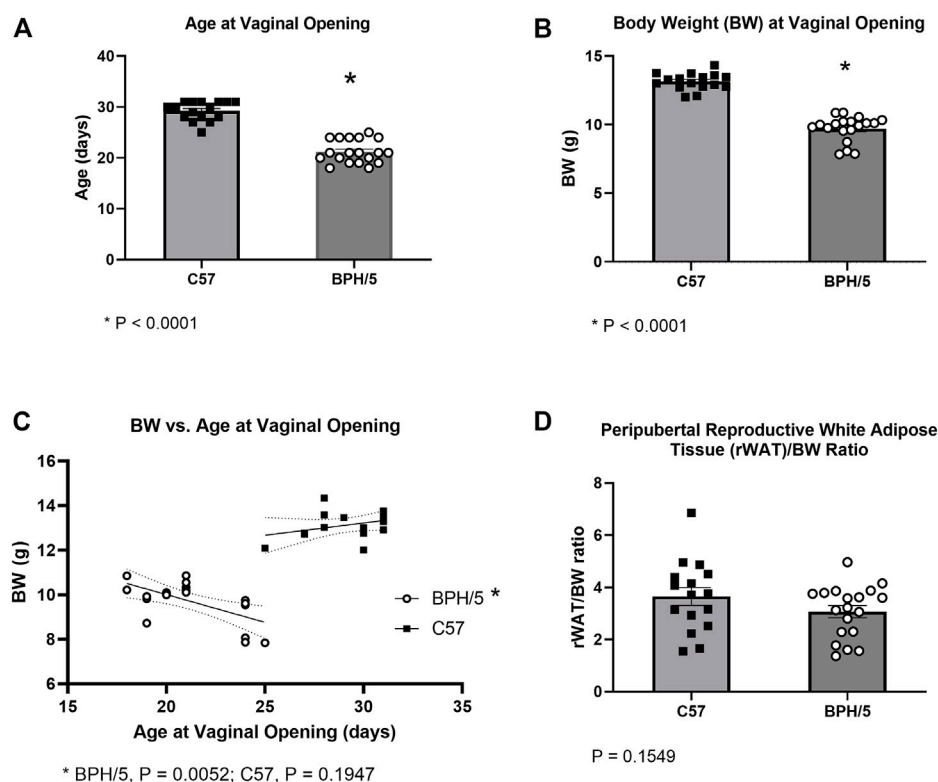 A
Age at Vaginal Opening
Age (days)
40
30
20
10
0
*
C57
BPH/5
* P < 0.0001
B
Body Weight (BW) at Vaginal Opening
BW (g)
15
10
5
0
*
C57
BPH/5
* P < 0.0001
C
BW vs. Age at Vaginal Opening
BW (g)
16
14
12
10
8
6
BPH/5 *
C57
15
20
25
30
35
Age at Vaginal Opening (days)
* BPH/5, P = 0.0052; C57, P = 0.1947
D
Peripubertal Reproductive White Adipose
Tissue (rWAT)/BW Ratio
rWAT/BW ratio
8
6
4
2
0
C57
BPH/5
P = 0.1549